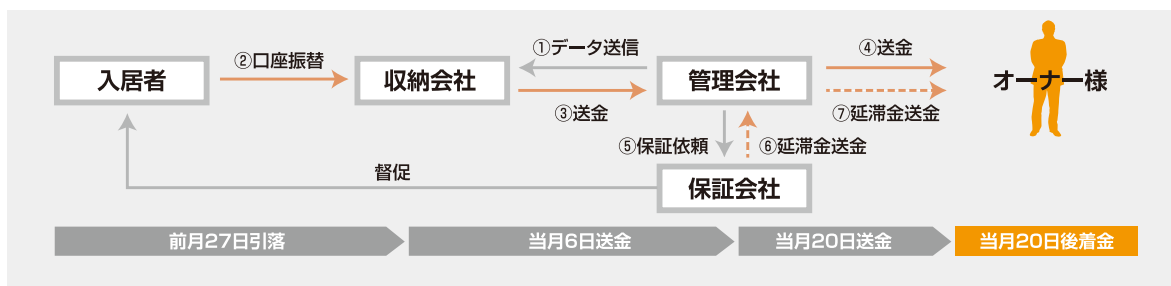 ①データ送信
④送金
②口座振替
入居者
収納会社
管理会社
オーナー様
③送金
⑦延滞金送金
⑤保証依頼
⑥延滞金送金
督促
保証会社
前月27日引落
当月6日送金
当月20日送金
当月20日後着金